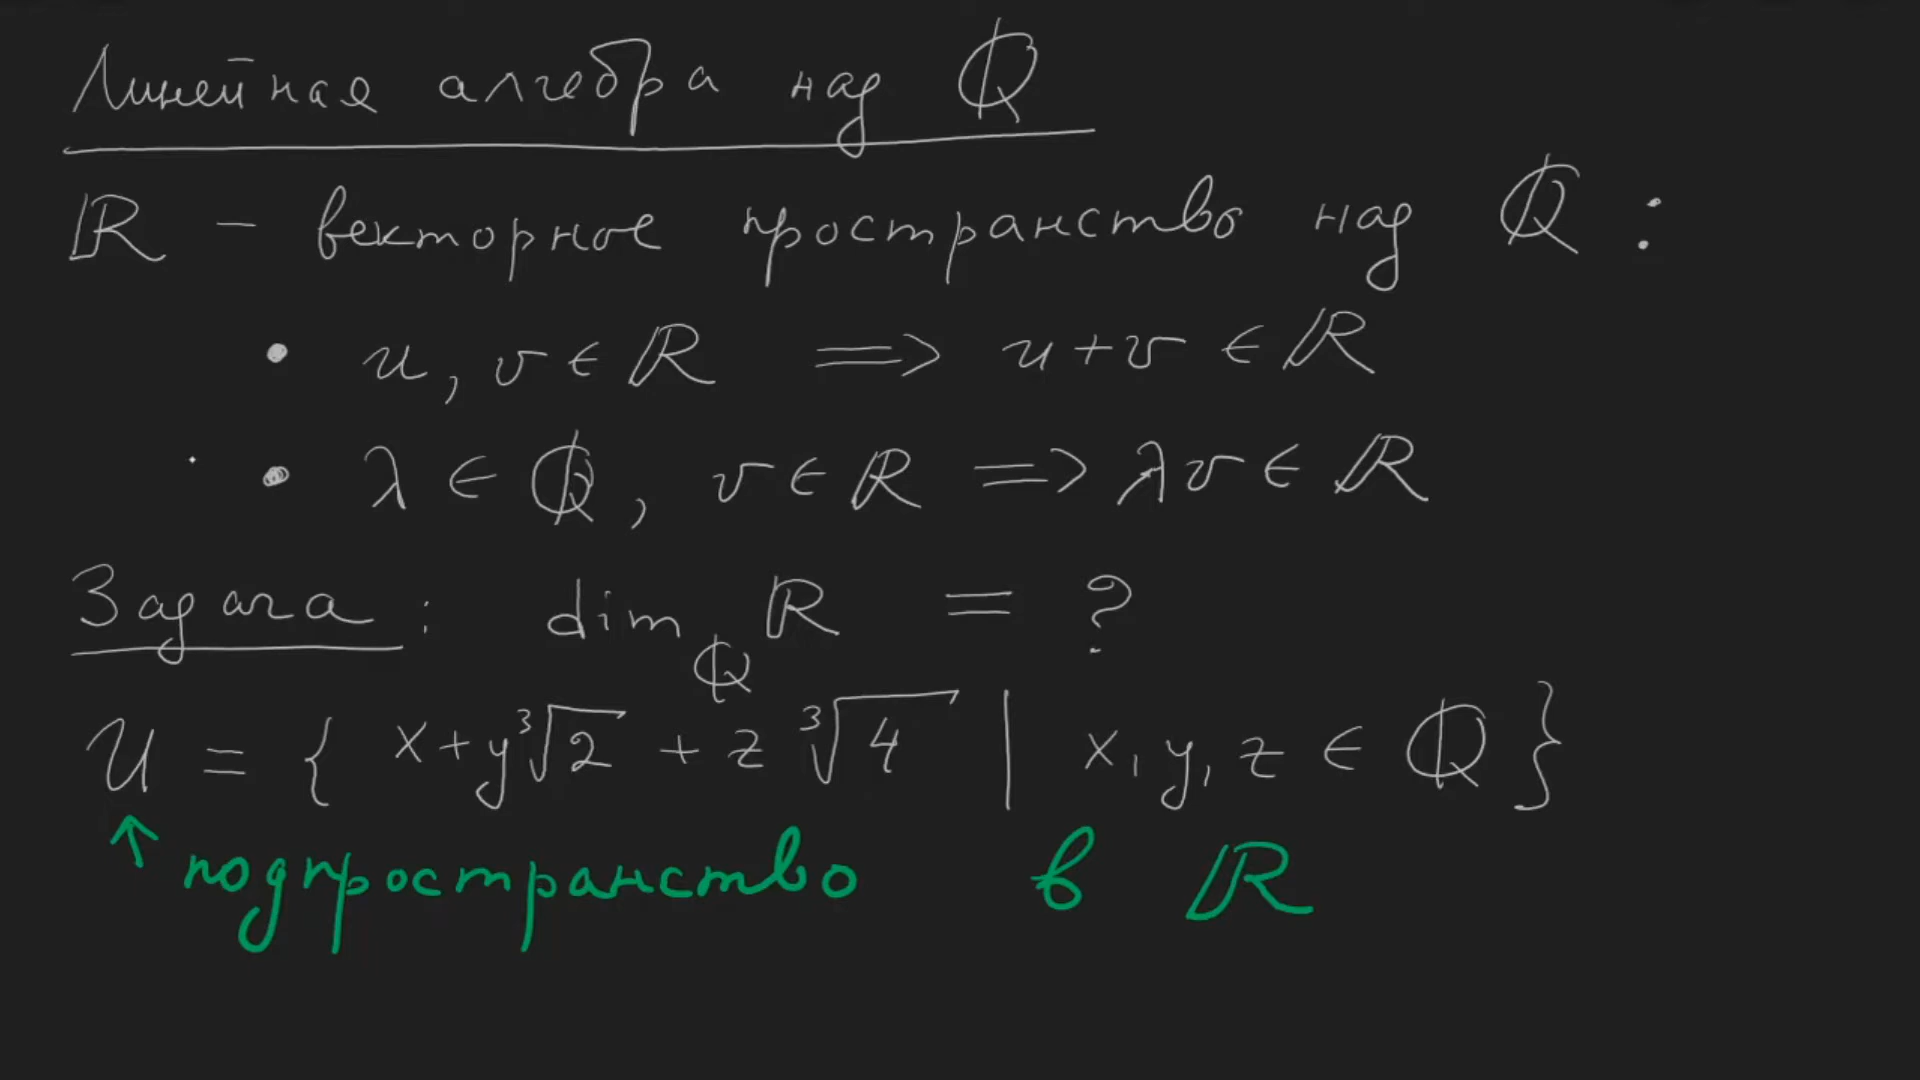 Линейная алгебра над ℚ
ℝ – векторное пространство над ℚ :
• u, v ∈ ℝ ⟹ u+v ∈ ℝ
• λ ∈ ℚ, v ∈ ℝ ⟹ λv ∈ ℝ
Задача : dim_ℚ ℝ = ?
U = { x+y∛2 + z∛4 | x, y, z ∈ ℚ }
↑ подпространство в ℝ